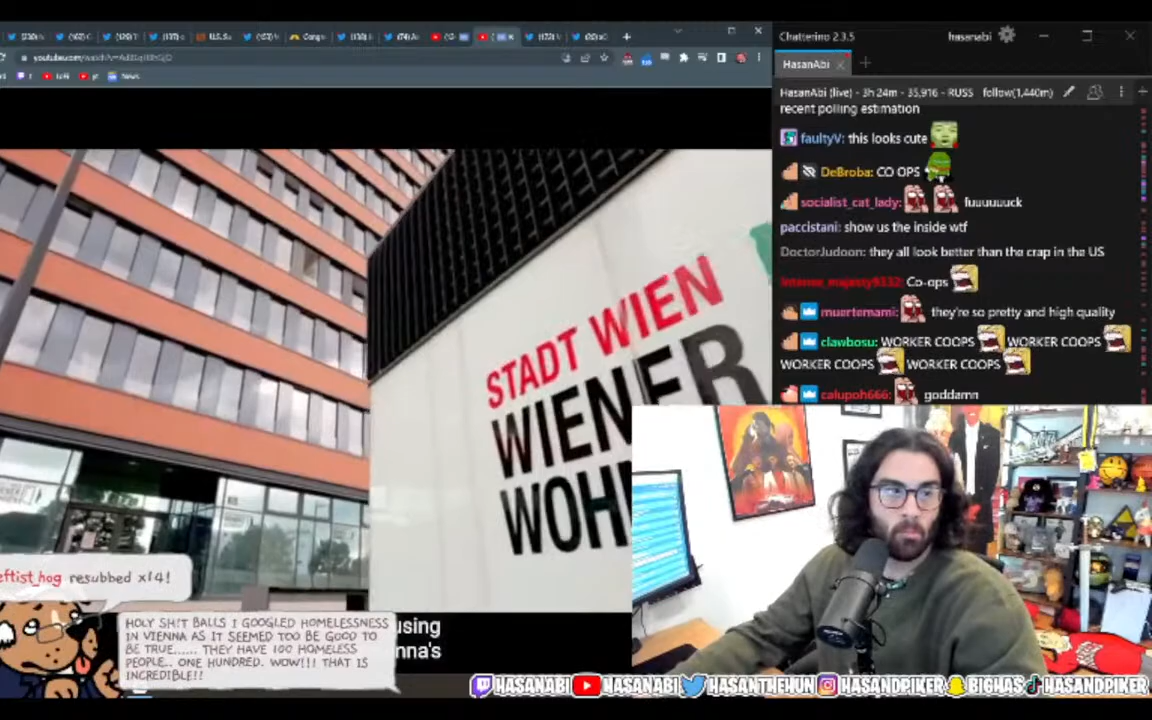 Chatterino 2.3.5
hasanabi
HasanAbi
HasanAbi (live) - 3h 24m - 35,916 - RUSS
follow(1,440m)
News
recent polling estimation
faultyV: this looks cute
DeBroba: CO OPS
socialist_cat_lady: fuuuuuuck
paccistani: show us the inside wtf
DoctorJudoon: they all look better than the crap in the US
Co-ops
muertemami: they're so pretty and high quality
clawbosu: WORKER COOPS WORKER COOPS
WORKER COOPS WORKER COOPS
calupoh666: goddamn
STADT WIEN
WIENER
WOH
eftist_hog resubbed x14!
HOLY SH!T BALLS I GOOGLED HOMELESSNESS
IN VIENNA AS IT SEEMED TOO BE GOOD TO
BE TRUE...... THEY HAVE 100 HOMELESS
PEOPLE.. ONE HUNDRED. WOW!!! THAT IS
INCREDIBLE!!
using
nna's
HASANABI HASANABI HASANTHEHUN HASANDPIKER BIGHAS HASANDPIKER